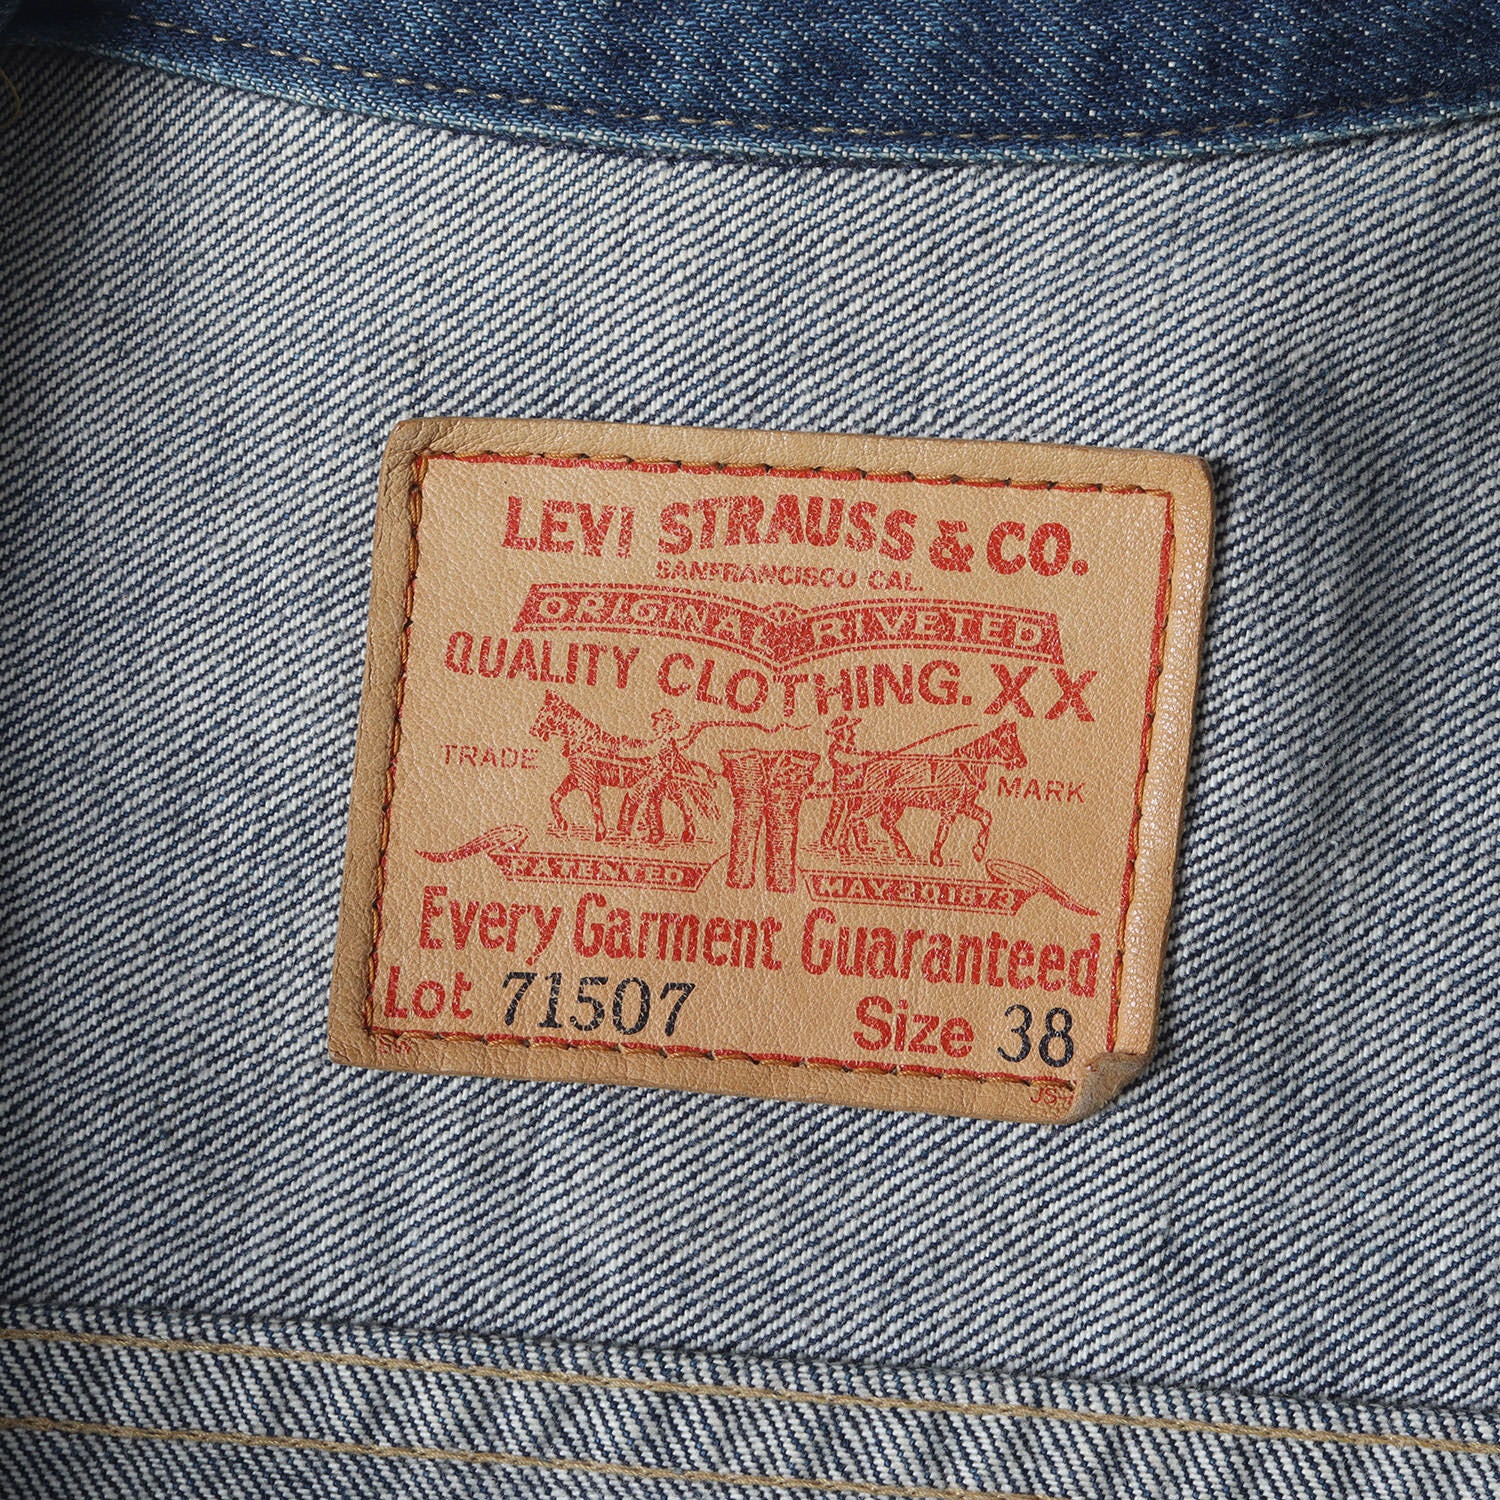 LEVI STRAUSS & CO.
SANFRANCISCO CAL.
ORIGINAL RIVETED
QUALITY CLOTHING. XX
TRADE MARK
PATENTED MAY 20, 1873
Every Garment Guaranteed
Lot 71507 Size 38